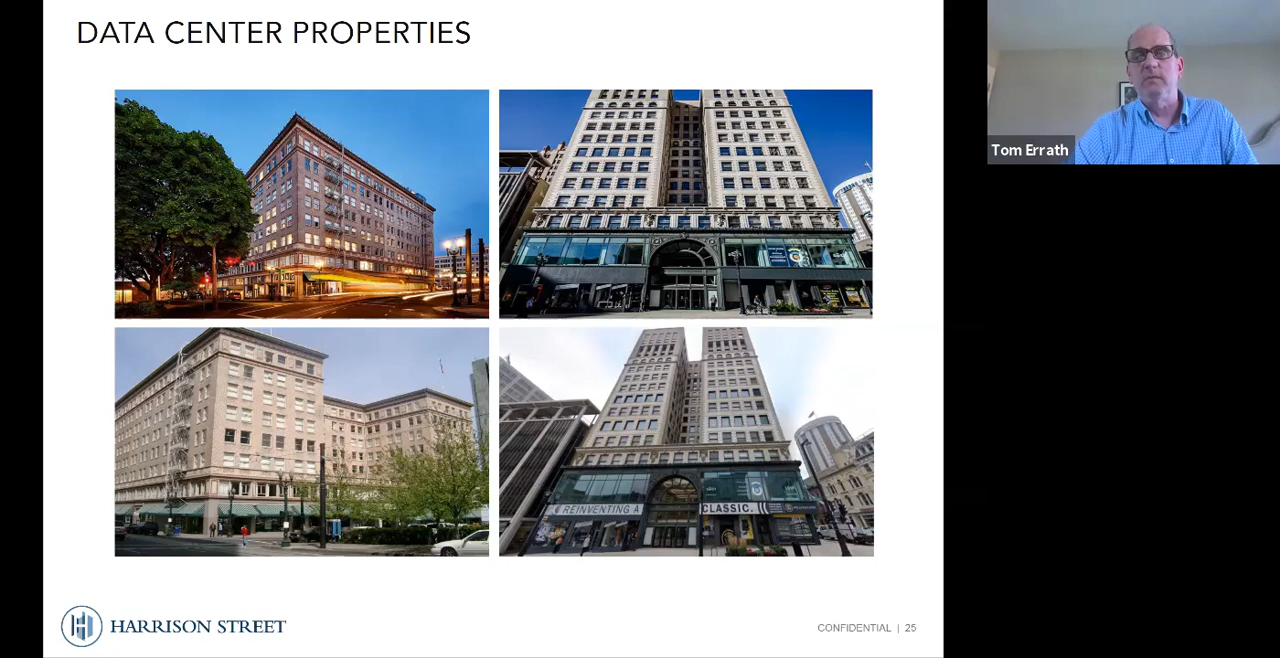 DATA CENTER PROPERTIES
Tom Errath
REINVENTING A
CLASSIC.
HARRISON STREET
CONFIDENTIAL | 25